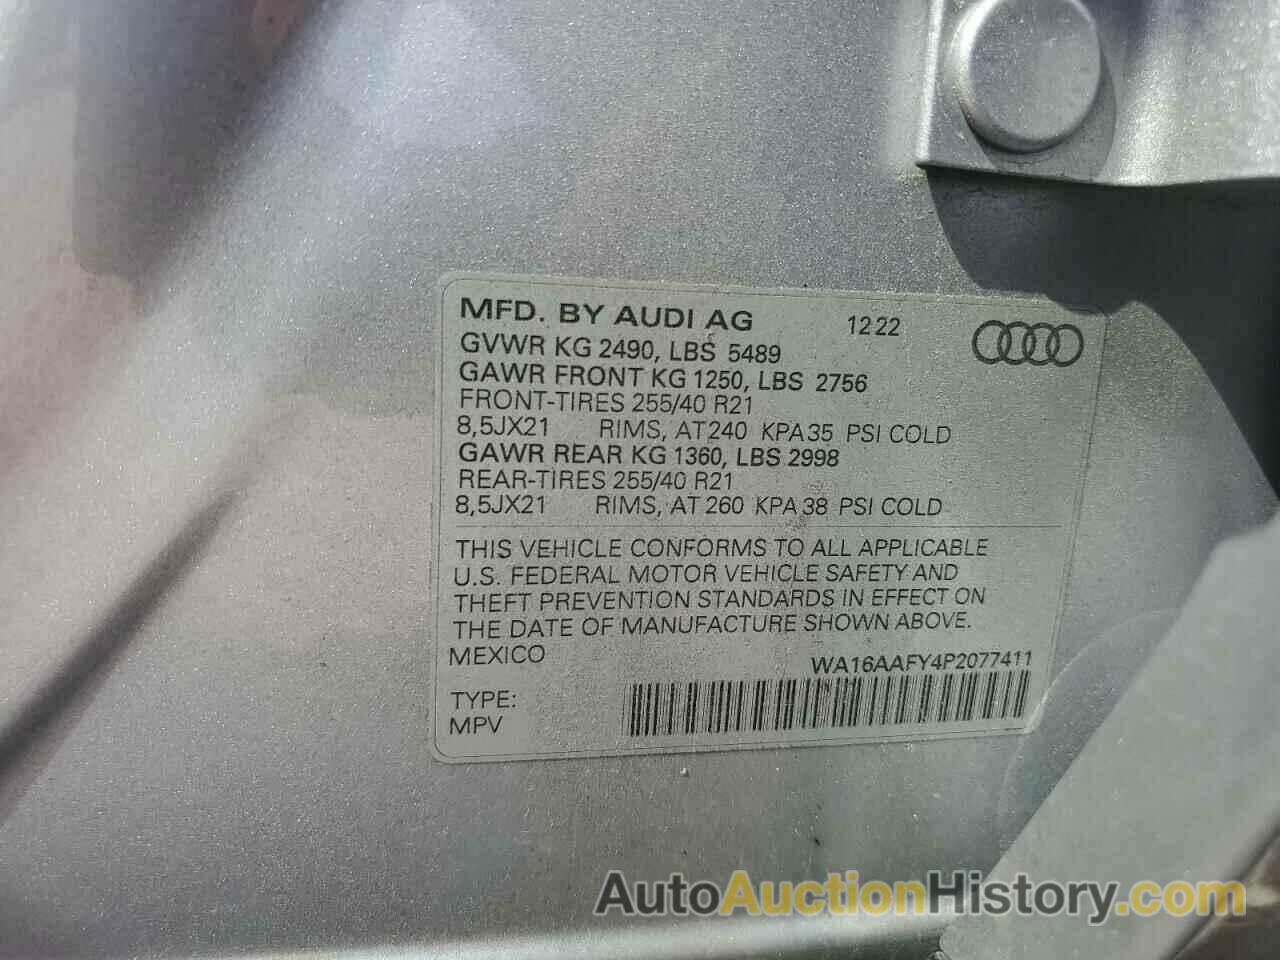 MFD. BY AUDI AG 12 22
GVWR KG 2490, LBS 5489
GAWR FRONT KG 1250, LBS 2756
FRONT-TIRES 255/40 R21
8,5JX21 RIMS, AT 240 KPA 35 PSI COLD
GAWR REAR KG 1360, LBS 2998
REAR-TIRES 255/40 R21
8,5JX21 RIMS, AT 260 KPA 38 PSI COLD
THIS VEHICLE CONFORMS TO ALL APPLICABLE
U.S. FEDERAL MOTOR VEHICLE SAFETY AND
THEFT PREVENTION STANDARDS IN EFFECT ON
THE DATE OF MANUFACTURE SHOWN ABOVE.
MEXICO
WA16AAFY4P2077411
TYPE:
MPV
AutoAuctionHistory.com